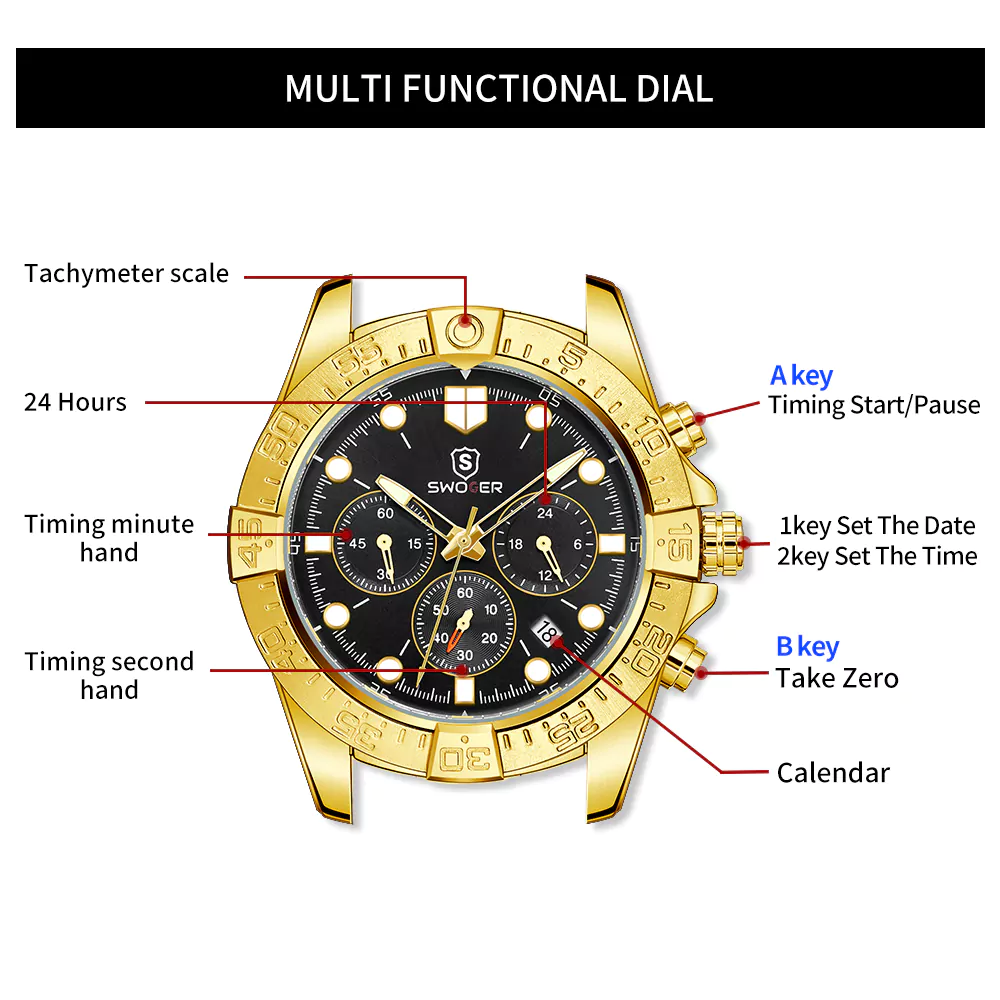 MULTI FUNCTIONAL DIAL
Tachymeter scale
24 Hours
Timing minute
hand
Timing second
hand
A key
Timing Start/Pause
1key Set The Date
2key Set The Time
B key
Take Zero
Calendar
5
10
15
20
25
30
35
40
45
50
55
55
05
S
SWOGER
60
45
15
30
24
18
6
12
60
50
10
40
20
30
18
45
35
25